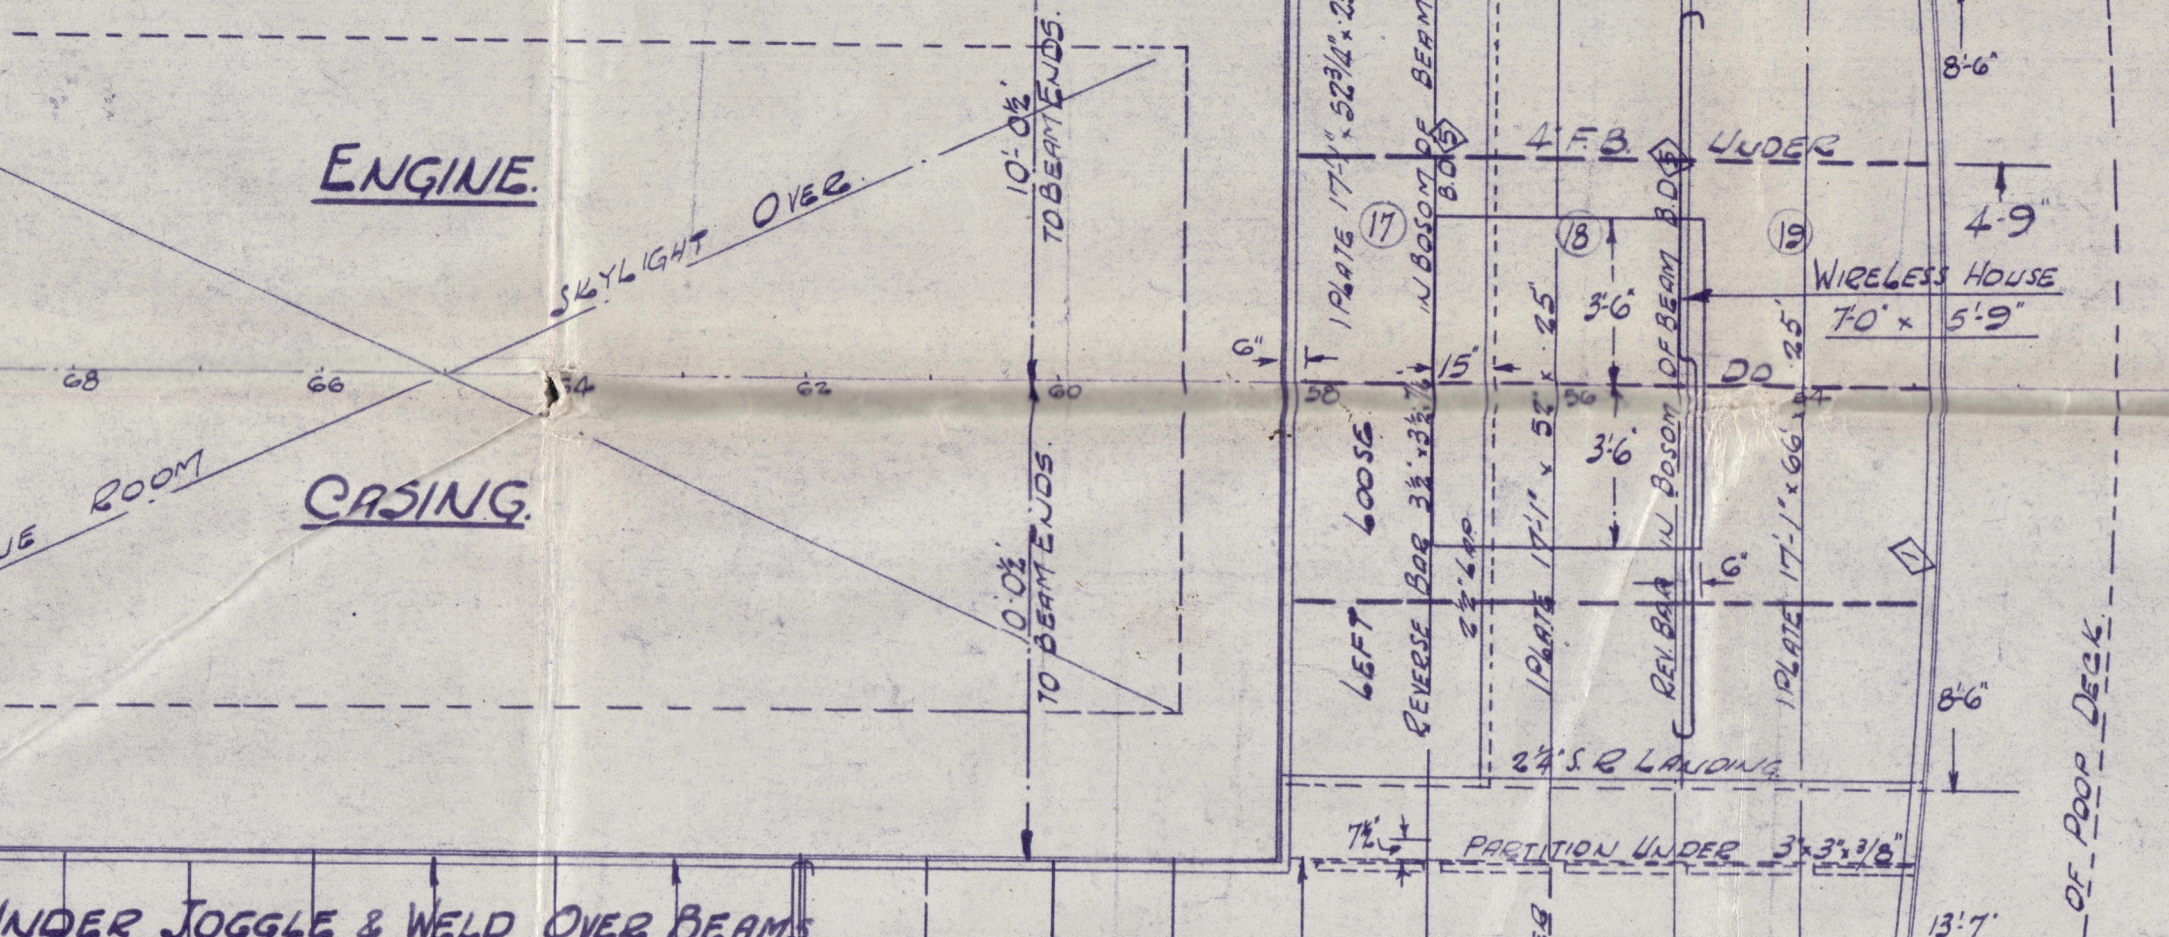 ENGINE.
CASING.
SKYLIGHT OVER.
ROOM
68
66
64
62
60
58
56
10'-0½"
TO BEAM ENDS.
10'-0½"
TO BEAM ENDS.
1 PLATE 17'-1" × 52¾" × ·25
17
LEFT LOOSE
REVERSE BAR 3½" × 3½"
IN BOSOM OF BEAM
B.D 5
6"
15"
2½" LAP
18
1 PLATE 17'-1" × 52" × ·25"
3'-6"
3'-6"
REV. BAR IN BOSOM OF BEAM B.D 5
6"
4" F.B. UNDER
DO
19
1 PLATE 17'-1" × 66" × ·25"
WIRELESS HOUSE
7'-0" × 5'-9"
8'-6"
4'-9"
1
8'-6"
2¼" S.R LANDING
7½"
PARTITION UNDER 3" × 3" × 3/8"
13'-7"
OF POOP DECK
UNDER JOGGLE & WELD OVER BEAMS